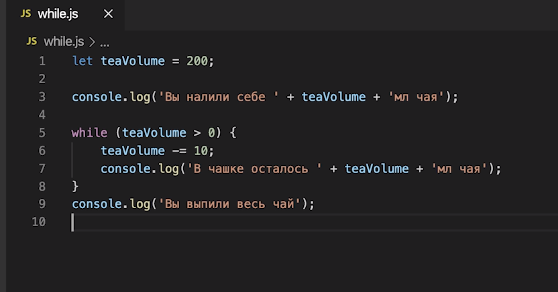 JS while.js ×
JS while.js > ...
1 let teaVolume = 200;
2
3 console.log('Вы налили себе ' + teaVolume + 'мл чая');
4
5 while (teaVolume > 0) {
6 teaVolume -= 10;
7 console.log('В чашке осталось ' + teaVolume + 'мл чая');
8 }
9 console.log('Вы выпили весь чай');
10